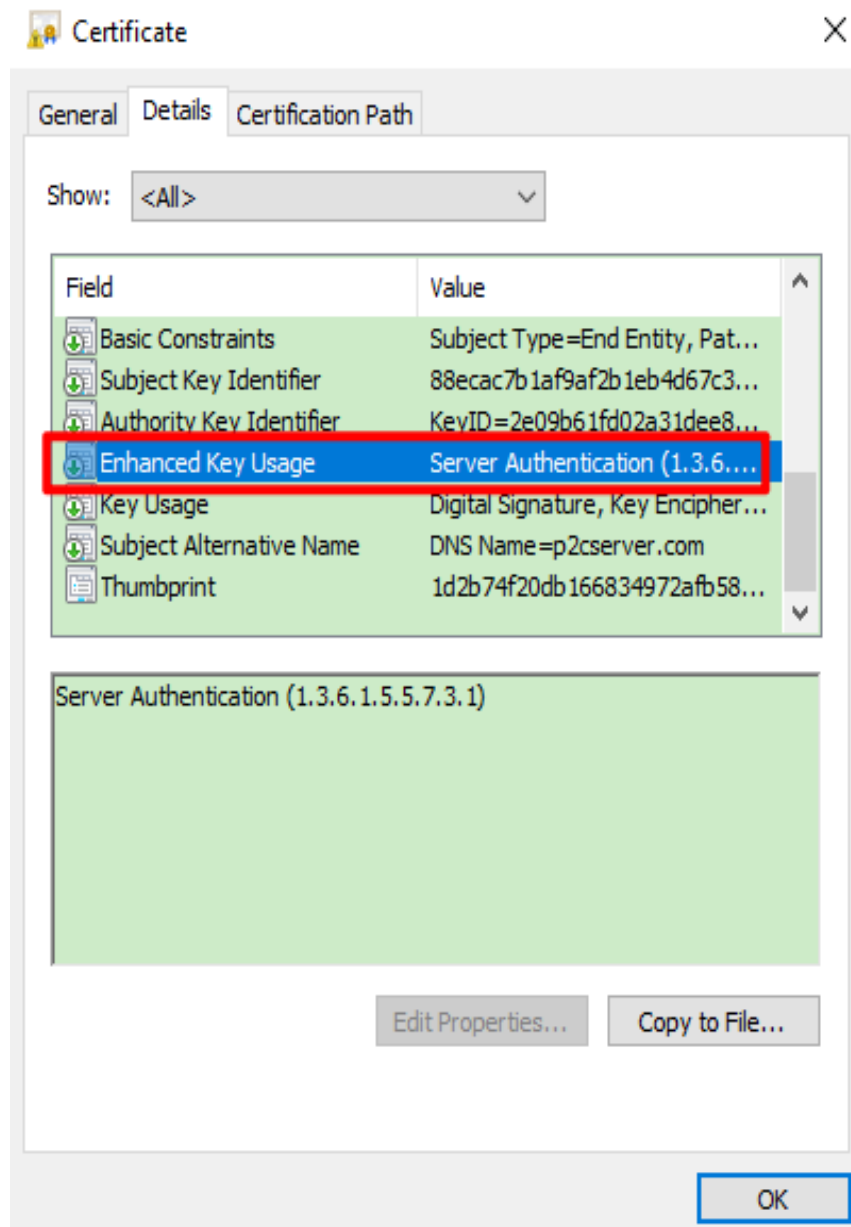 Certificate
General Details Certification Path
Show: <All>
Field Value
Basic Constraints Subject Type=End Entity, Pat...
Subject Key Identifier 88ecac7b1af9af2b1eb4d67c3...
Authority Key Identifier KeyID=2e09b61fd02a31dee8...
Enhanced Key Usage Server Authentication (1.3.6....
Key Usage Digital Signature, Key Encipher...
Subject Alternative Name DNS Name=p2cserver.com
Thumbprint 1d2b74f20db166834972afb58...
Server Authentication (1.3.6.1.5.5.7.3.1)
Edit Properties... Copy to File...
OK